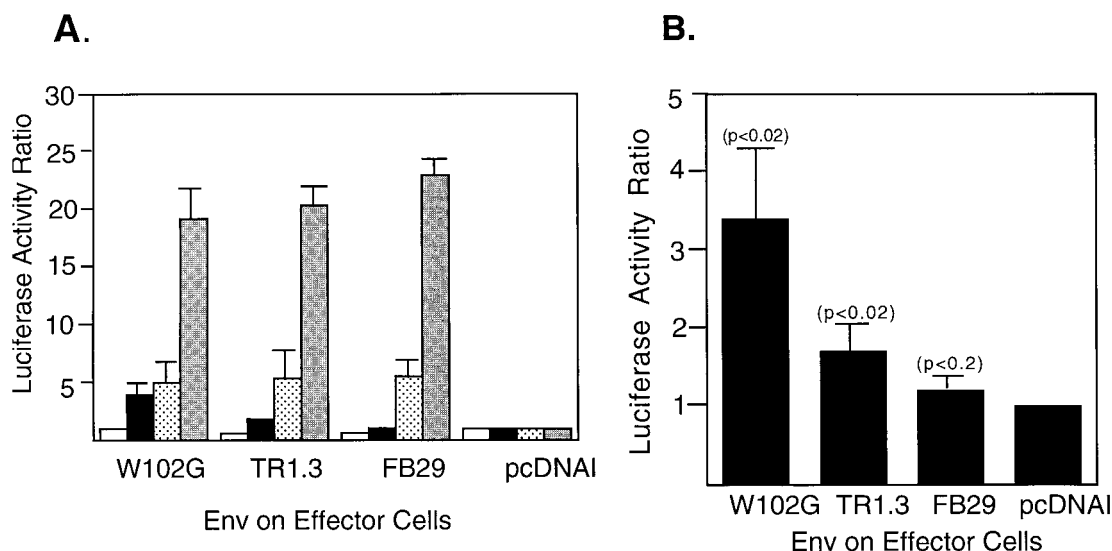 A.
Luciferase Activity Ratio
30
25
20
15
10
5
W102G TR1.3 FB29 pcDNAI
Env on Effector Cells
B.
Luciferase Activity Ratio
5
4
3
2
1
(p<0.02)
(p<0.02)
(p<0.2)
W102G TR1.3 FB29 pcDNAI
Env on Effector Cells